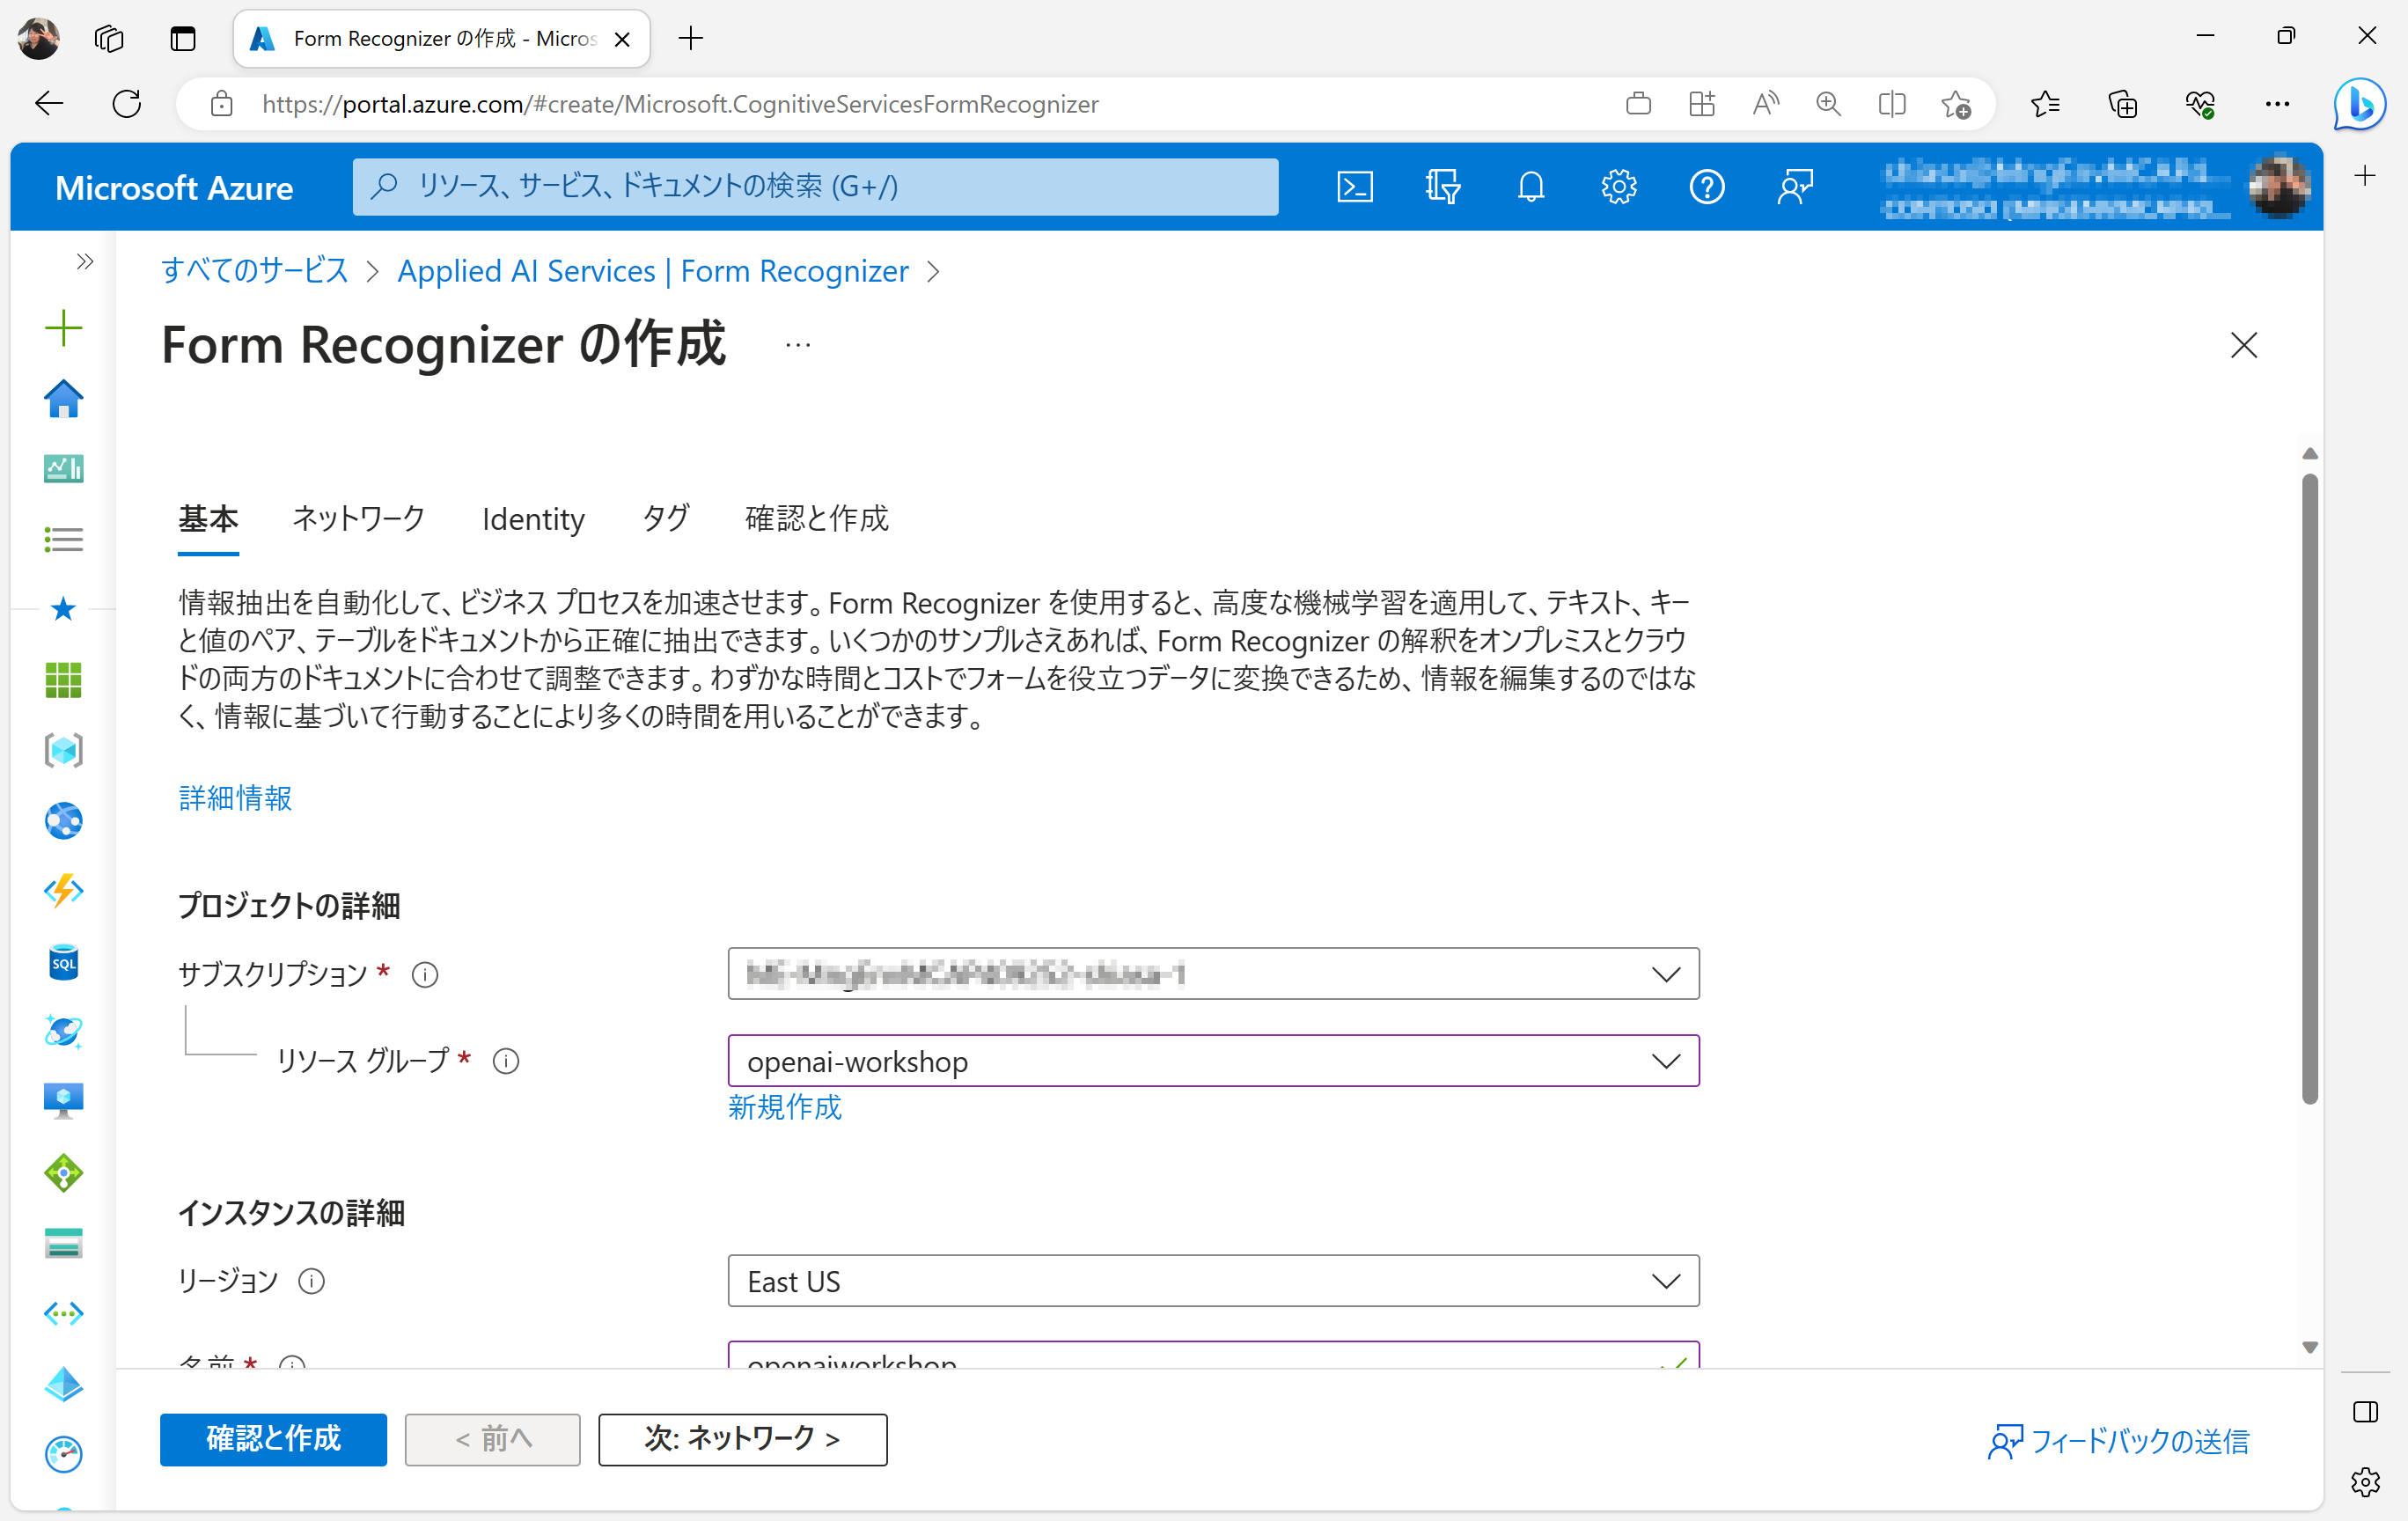 Form Recognizer の作成 - Micros
https://portal.azure.com/#create/Microsoft.CognitiveServicesFormRecognizer
Microsoft Azure
リソース、サービス、ドキュメントの検索 (G+/)
すべてのサービス > Applied AI Services | Form Recognizer >
Form Recognizer の作成 ...
基本 ネットワーク Identity タグ 確認と作成
情報抽出を自動化して、ビジネス プロセスを加速させます。Form Recognizer を使用すると、高度な機械学習を適用して、テキスト、キー
と値のペア、テーブルをドキュメントから正確に抽出できます。いくつかのサンプルさえあれば、Form Recognizer の解釈をオンプレミスとクラウ
ドの両方のドキュメントに合わせて調整できます。わずかな時間とコストでフォームを役立つデータに変換できるため、情報を編集するのではな
く、情報に基づいて行動することにより多くの時間を用いることができます。
詳細情報
プロジェクトの詳細
サブスクリプション *
リソース グループ * openai-workshop
新規作成
インスタンスの詳細
リージョン East US
名前 * openaiworkshop
確認と作成 < 前へ 次: ネットワーク > フィードバックの送信
SQL